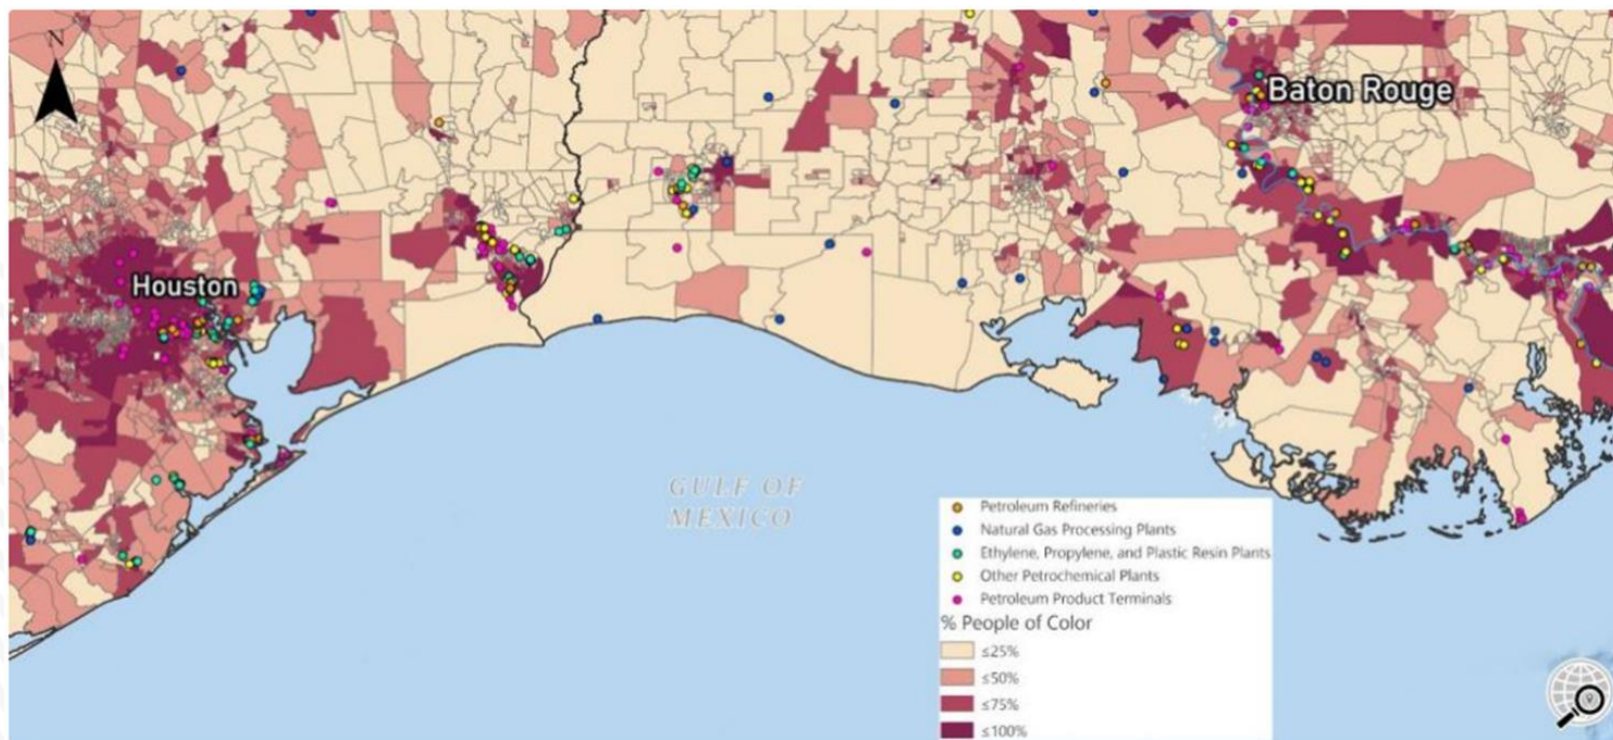 N
Baton Rouge
Houston
GULF OF
MEXICO
Petroleum Refineries
Natural Gas Processing Plants
Ethylene, Propylene, and Plastic Resin Plants
Other Petrochemical Plants
Petroleum Product Terminals
% People of Color
≤25%
≤50%
≤75%
≤100%